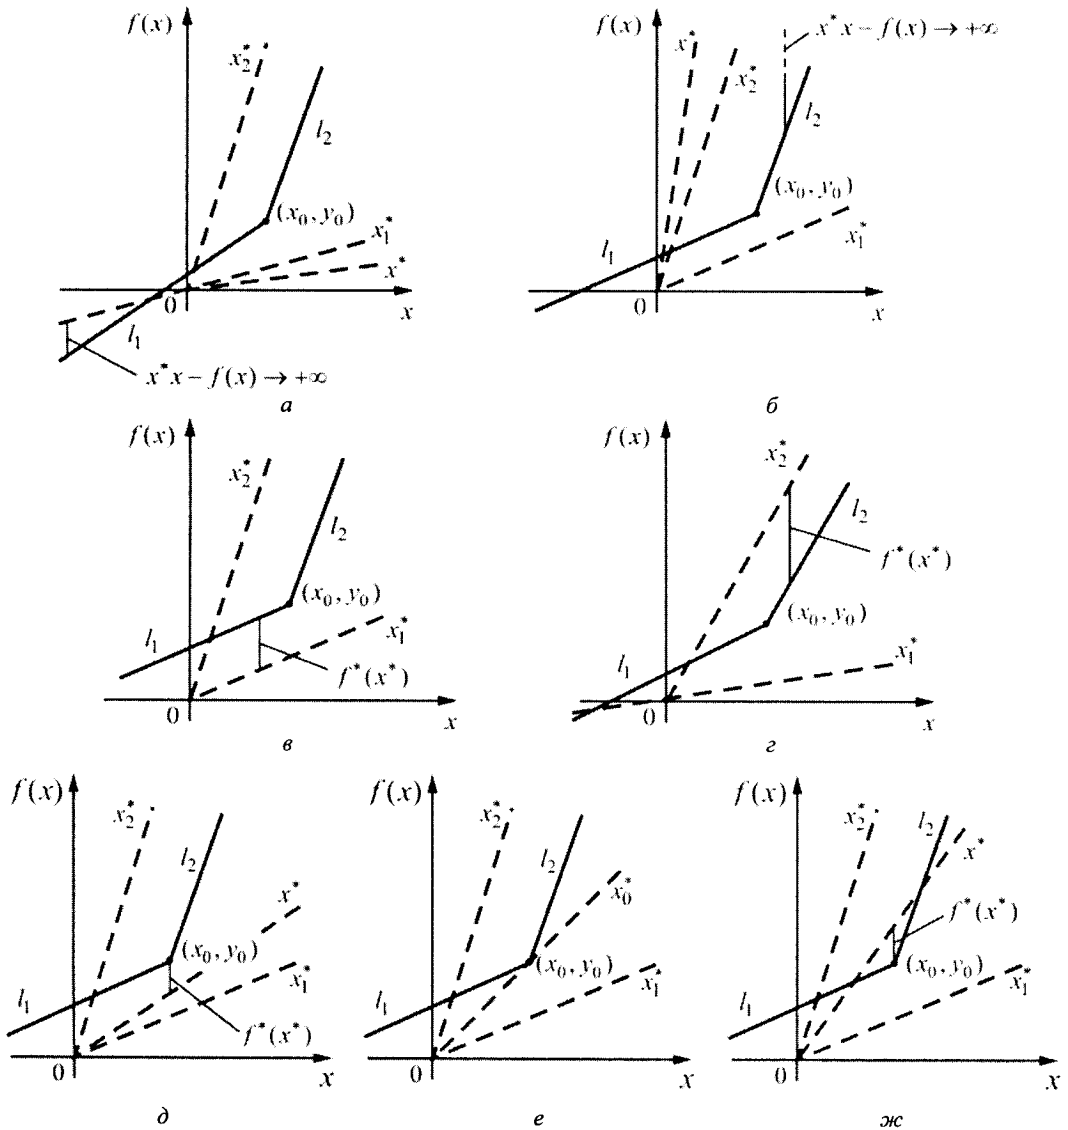 f(x)
x₂*
l₂
(x₀, y₀)
x₁*
x*
0
x
l₁
x*x − f(x) → +∞
а
f(x)
x*
x₂*
x*x − f(x) → +∞
l₂
(x₀, y₀)
l₁
x₁*
0
x
б
f(x)
x₂*
l₂
(x₀, y₀)
l₁
x₁*
f*(x*)
0
x
в
f(x)
x₂*
l₂
f*(x*)
(x₀, y₀)
l₁
x₁*
0
x
г
f(x)
x₂*
l₂
x*
(x₀, y₀)
l₁
x₁*
f*(x*)
0
x
д
f(x)
x₂*
l₂
x₀*
(x₀, y₀)
l₁
x₁*
0
x
е
f(x)
x₂*
l₂
x*
f*(x*)
(x₀, y₀)
l₁
x₁*
0
x
ж